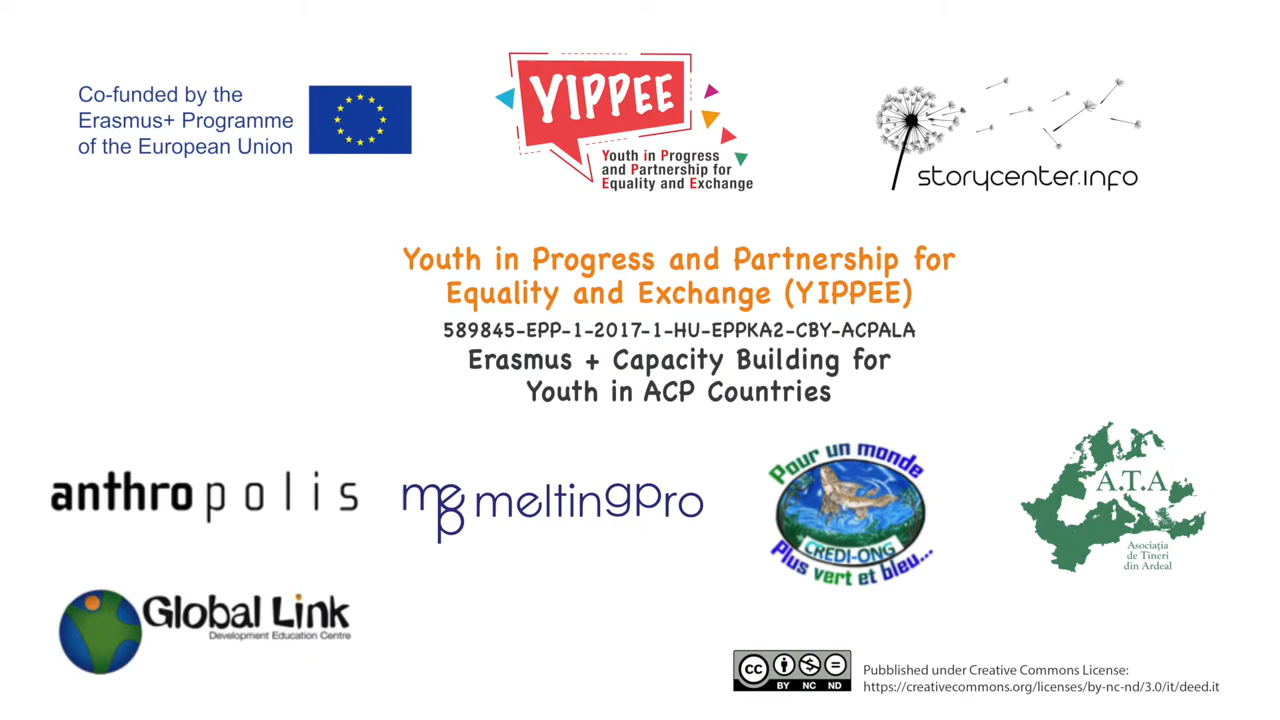 Co-funded by the
Erasmus+ Programme
of the European Union
YIPPEE
Youth in Progress
and Partnership for
Equality and Exchange
storycenter.info
Youth in Progress and Partnership for
Equality and Exchange (YIPPEE)
589845-EPP-1-2017-1-HU-EPPKA2-CBY-ACPALA
Erasmus + Capacity Building for
Youth in ACP Countries
anthropolis
mep meltingpro
Pour un monde
CREDI-ONG
Plus vert et bleu...
A.T.A
Asociația
de Tineri
din Ardeal
Global Link
Development Education Centre
cc
BY NC ND
Pubblished under Creative Commons License:
https://creativecommons.org/licenses/by-nc-nd/3.0/it/deed.it